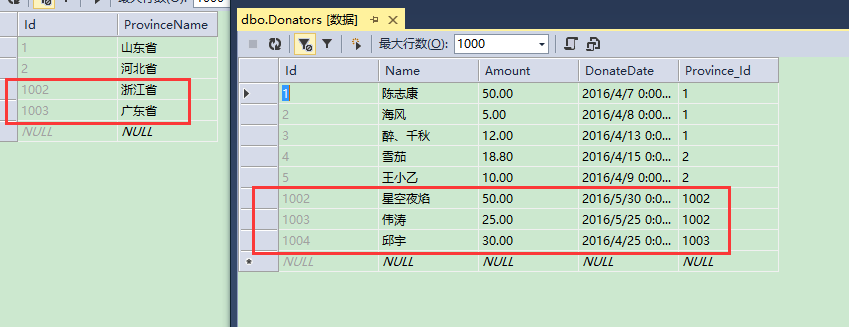 1000
Id ProvinceName
1 山东省
2 河北省
1002 浙江省
1003 广东省
NULL NULL
dbo.Donators [数据]
最大行数(O): 1000
Id Name Amount DonateDate Province_Id
1 陈志康 50.00 2016/4/7 0:00... 1
2 海风 5.00 2016/4/8 0:00... 1
3 醉、千秋 12.00 2016/4/13 0:0... 1
4 雪茄 18.80 2016/4/15 0:0... 2
5 王小乙 10.00 2016/4/9 0:00... 2
1002 星空夜焰 50.00 2016/5/30 0:0... 1002
1003 伟涛 25.00 2016/5/25 0:0... 1002
1004 邱宇 30.00 2016/4/25 0:0... 1003
NULL NULL NULL NULL NULL